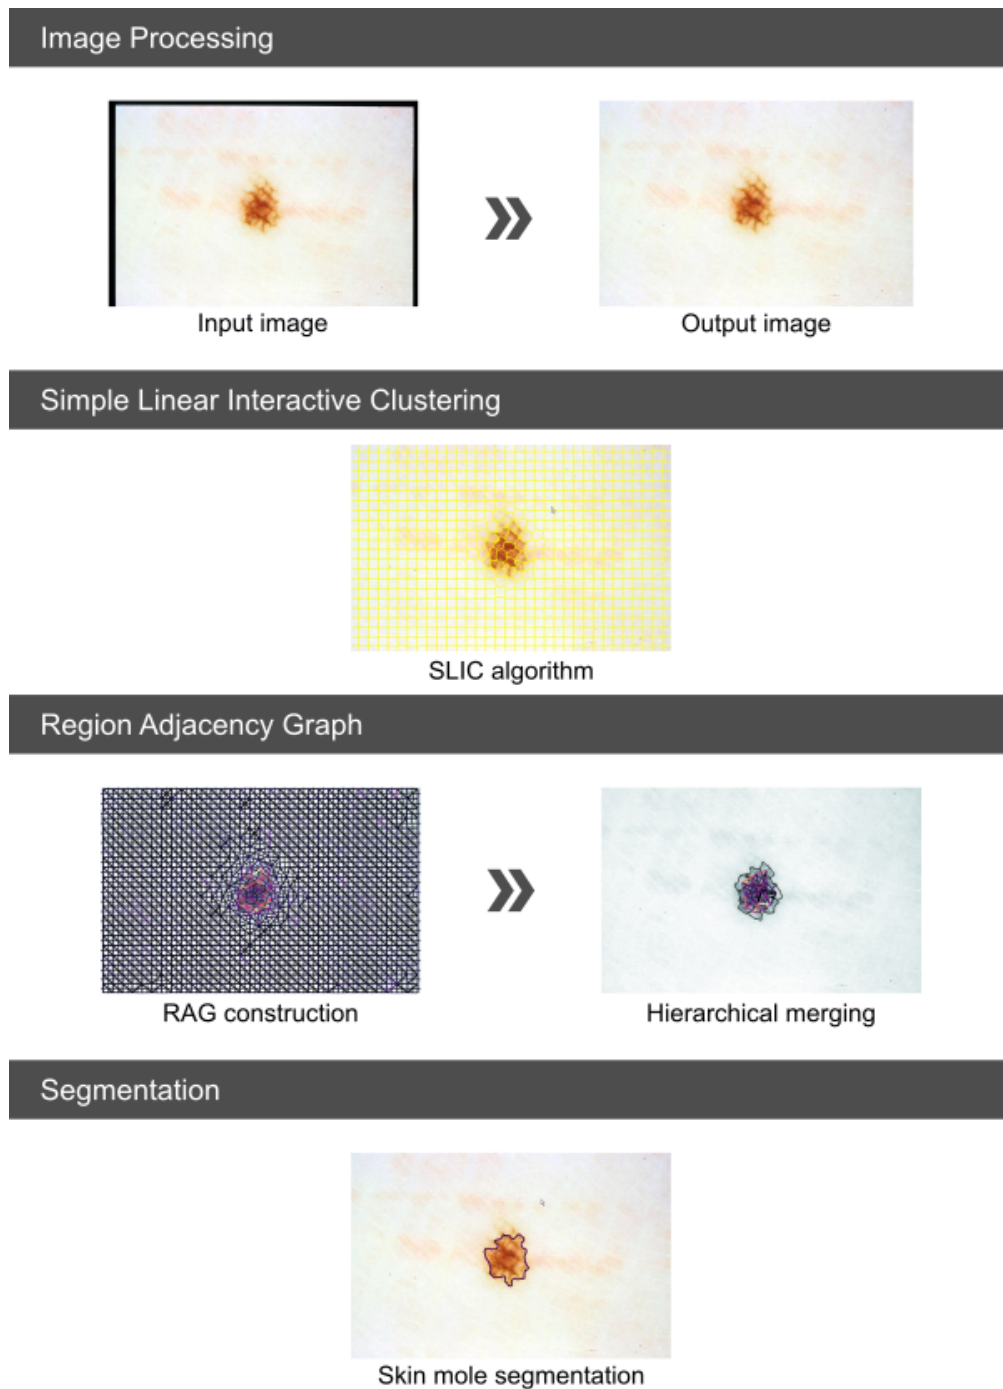 Image Processing
Input image
Output image
Simple Linear Interactive Clustering
SLIC algorithm
Region Adjacency Graph
RAG construction
Hierarchical merging
Segmentation
Skin mole segmentation